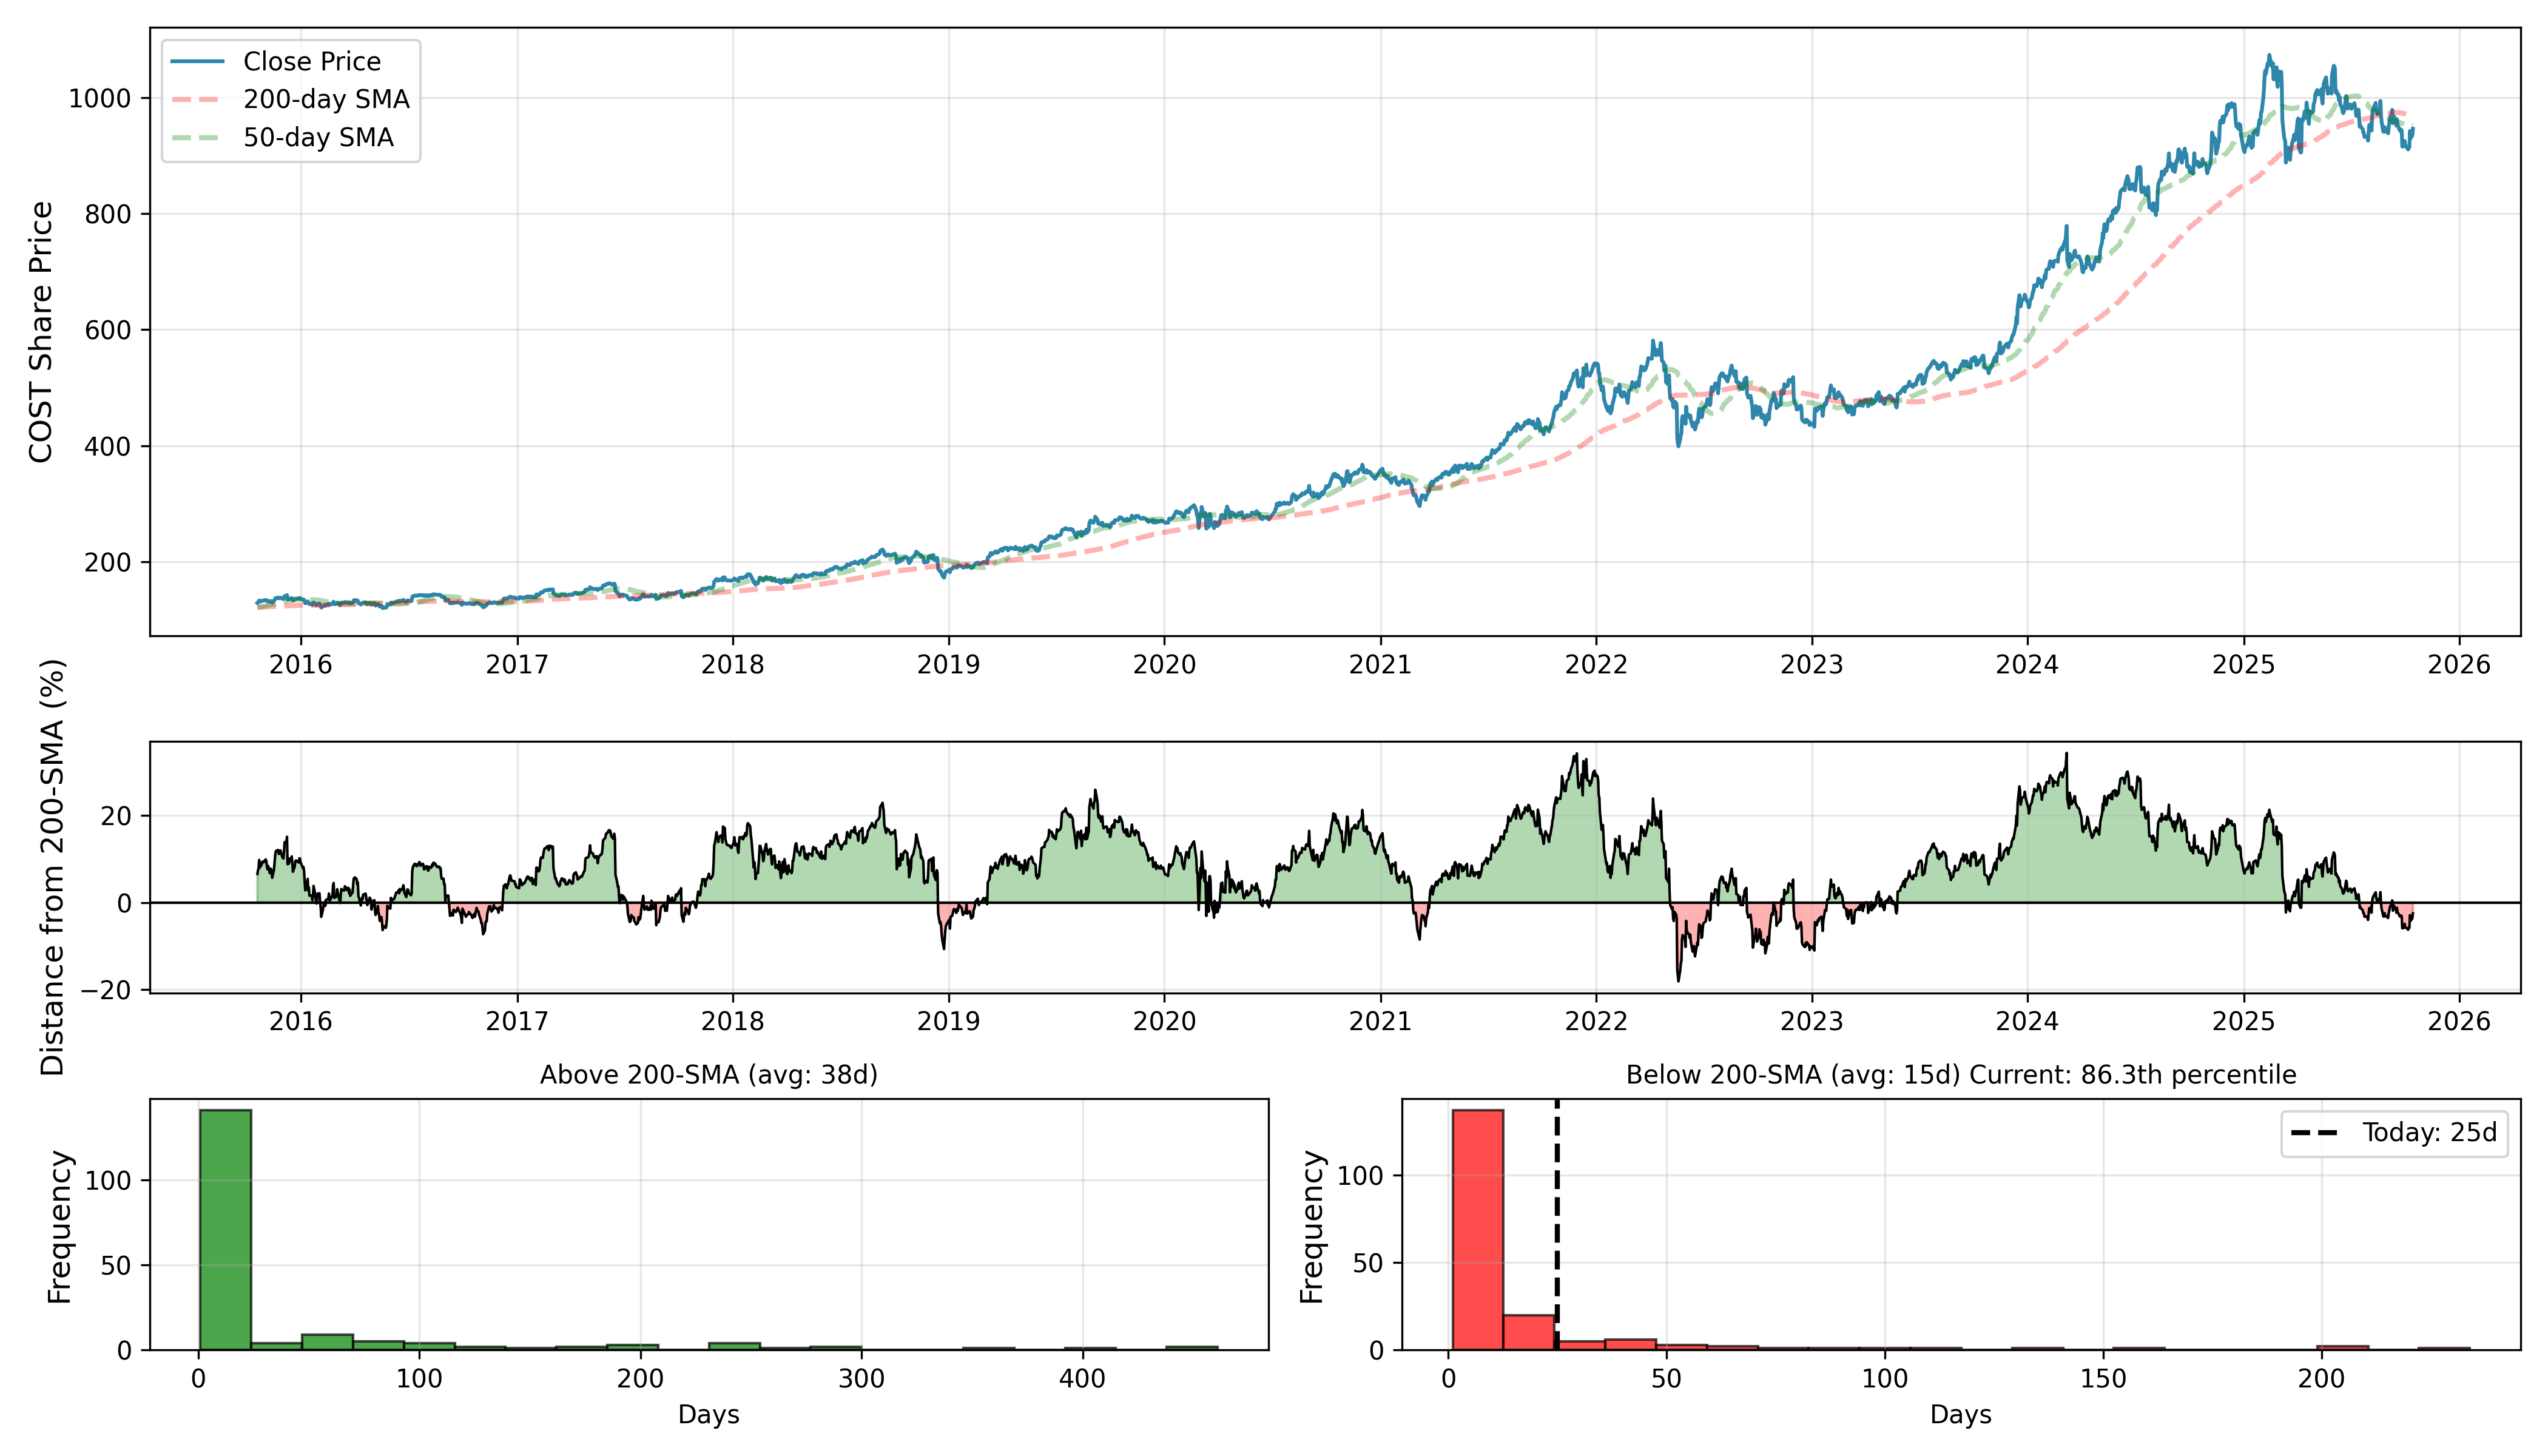 COST Share Price
1000
800
600
400
200
Close Price
200-day SMA
50-day SMA
2016 2017 2018 2019 2020 2021 2022 2023 2024 2025 2026
Distance from 200-SMA (%)
20
0
−20
2016 2017 2018 2019 2020 2021 2022 2023 2024 2025 2026
Above 200-SMA (avg: 38d)
Frequency
100
50
0
0 100 200 300 400
Days
Below 200-SMA (avg: 15d) Current: 86.3th percentile
Frequency
100
50
0
Today: 25d
0 50 100 150 200
Days